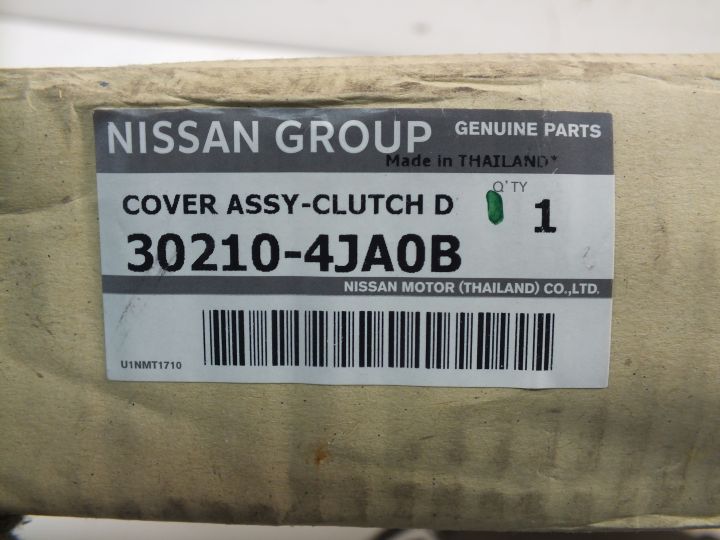 NISSAN GROUP GENUINE PARTS
Made in THAILAND*
Q'TY
COVER ASSY-CLUTCH D 1
30210-4JA0B
NISSAN MOTOR (THAILAND) CO.,LTD.
U1NMT1710